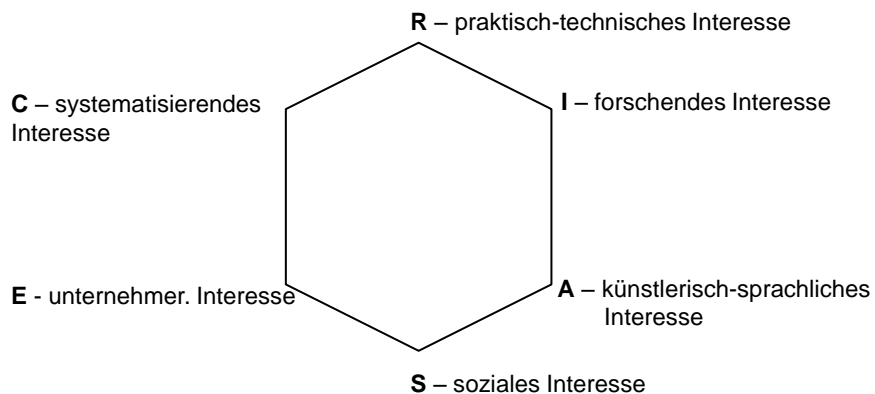 R – praktisch-technisches Interesse
C – systematisierendes
Interesse
I – forschendes Interesse
E - unternehmer. Interesse
A – künstlerisch-sprachliches
Interesse
S – soziales Interesse